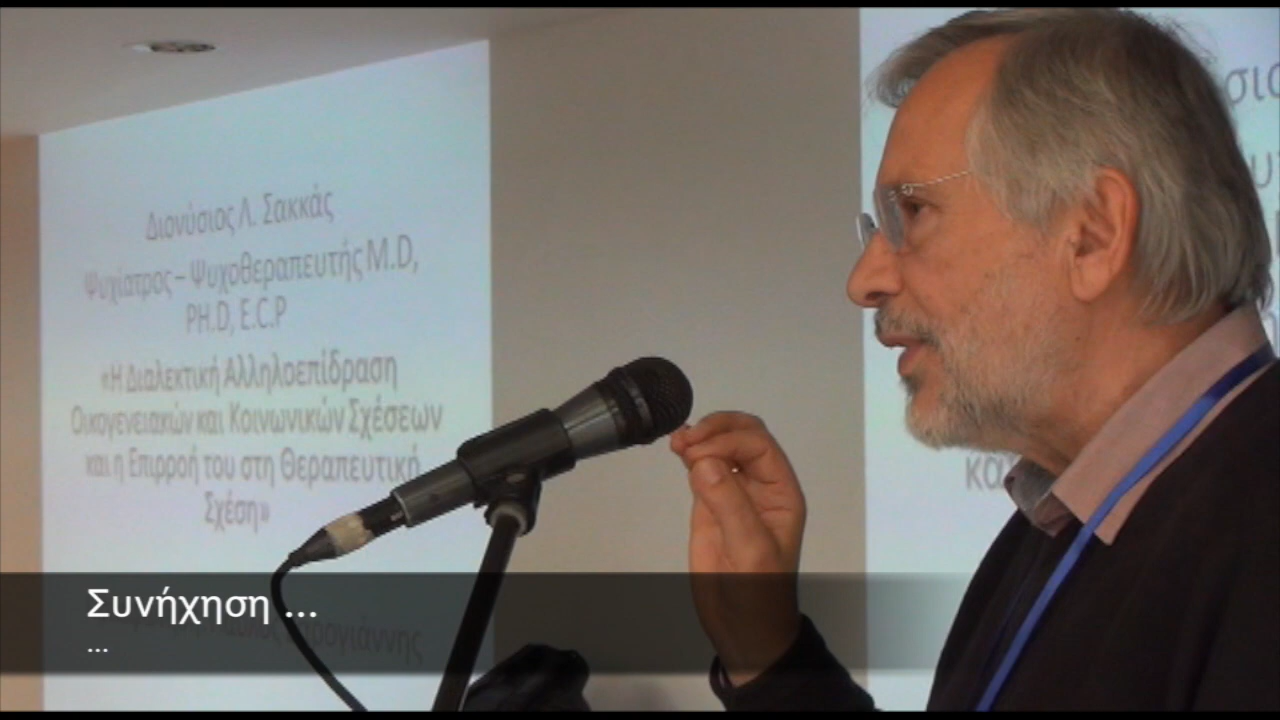 Διονύσιος Λ. Σακκάς
Ψυχίατρος – Ψυχοθεραπευτής M.D,
PH.D, E.C.P
«Η Διαλεκτική Αλληλοεπίδραση
Οικογενειακών και Κοινωνικών Σχέσεων
και η Επιρροή του στη Θεραπευτική
Σχέση»
Συνήχηση ...
...